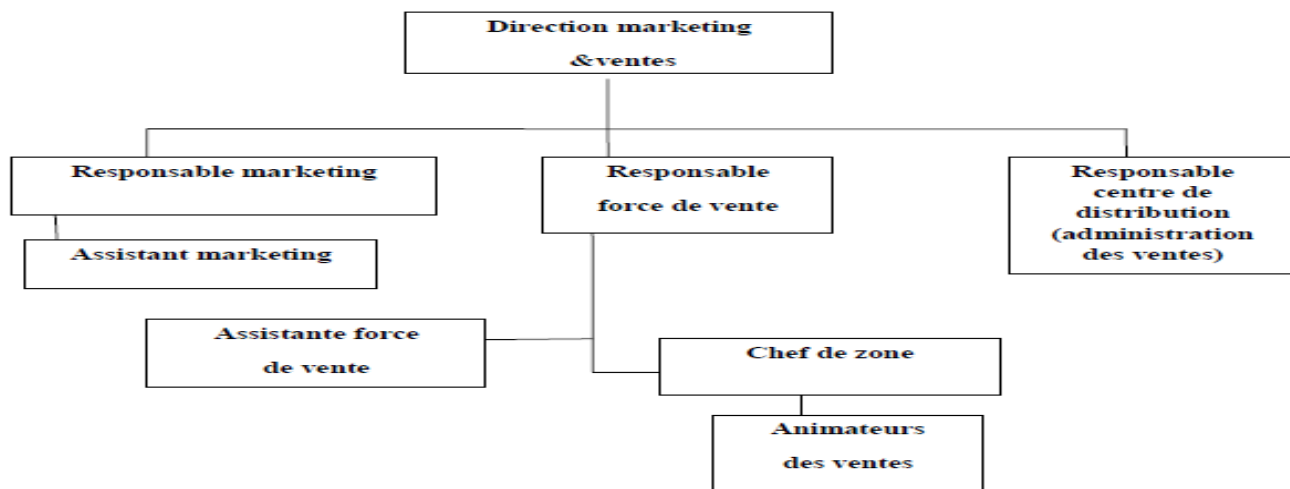 Direction marketing
&ventes
Responsable marketing
Responsable
force de vente
Responsable
centre de
distribution
(administration
des ventes)
Assistant marketing
Assistante force
de vente
Chef de zone
Animateurs
des ventes